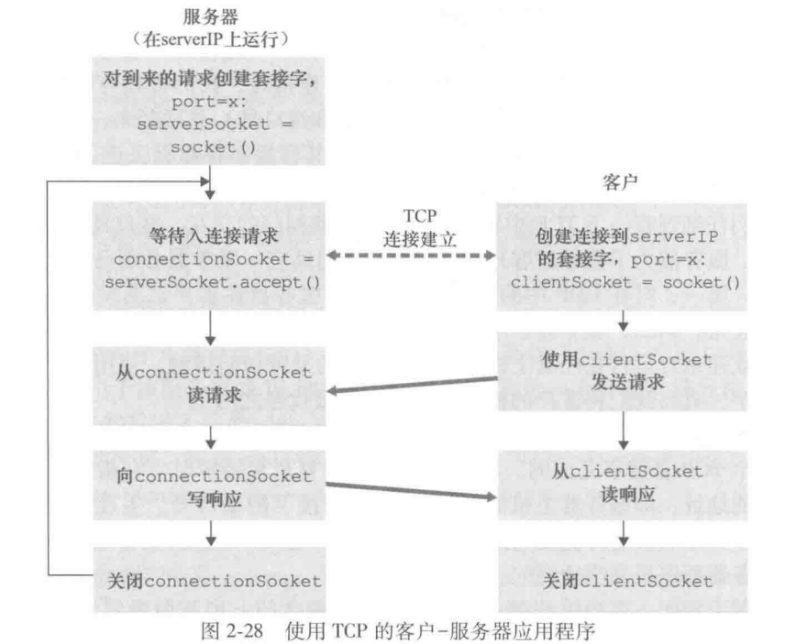 服务器
（在serverIP上运行）
对到来的请求创建套接字，
port=x:
serverSocket =
socket()
等待入连接请求
connectionSocket =
serverSocket.accept()
从connectionSocket
读请求
向connectionSocket
写响应
关闭connectionSocket
TCP
连接建立
客户
创建连接到serverIP
的套接字，port=x:
clientSocket = socket()
使用clientSocket
发送请求
从clientSocket
读响应
关闭clientSocket
图 2-28 使用 TCP 的客户-服务器应用程序